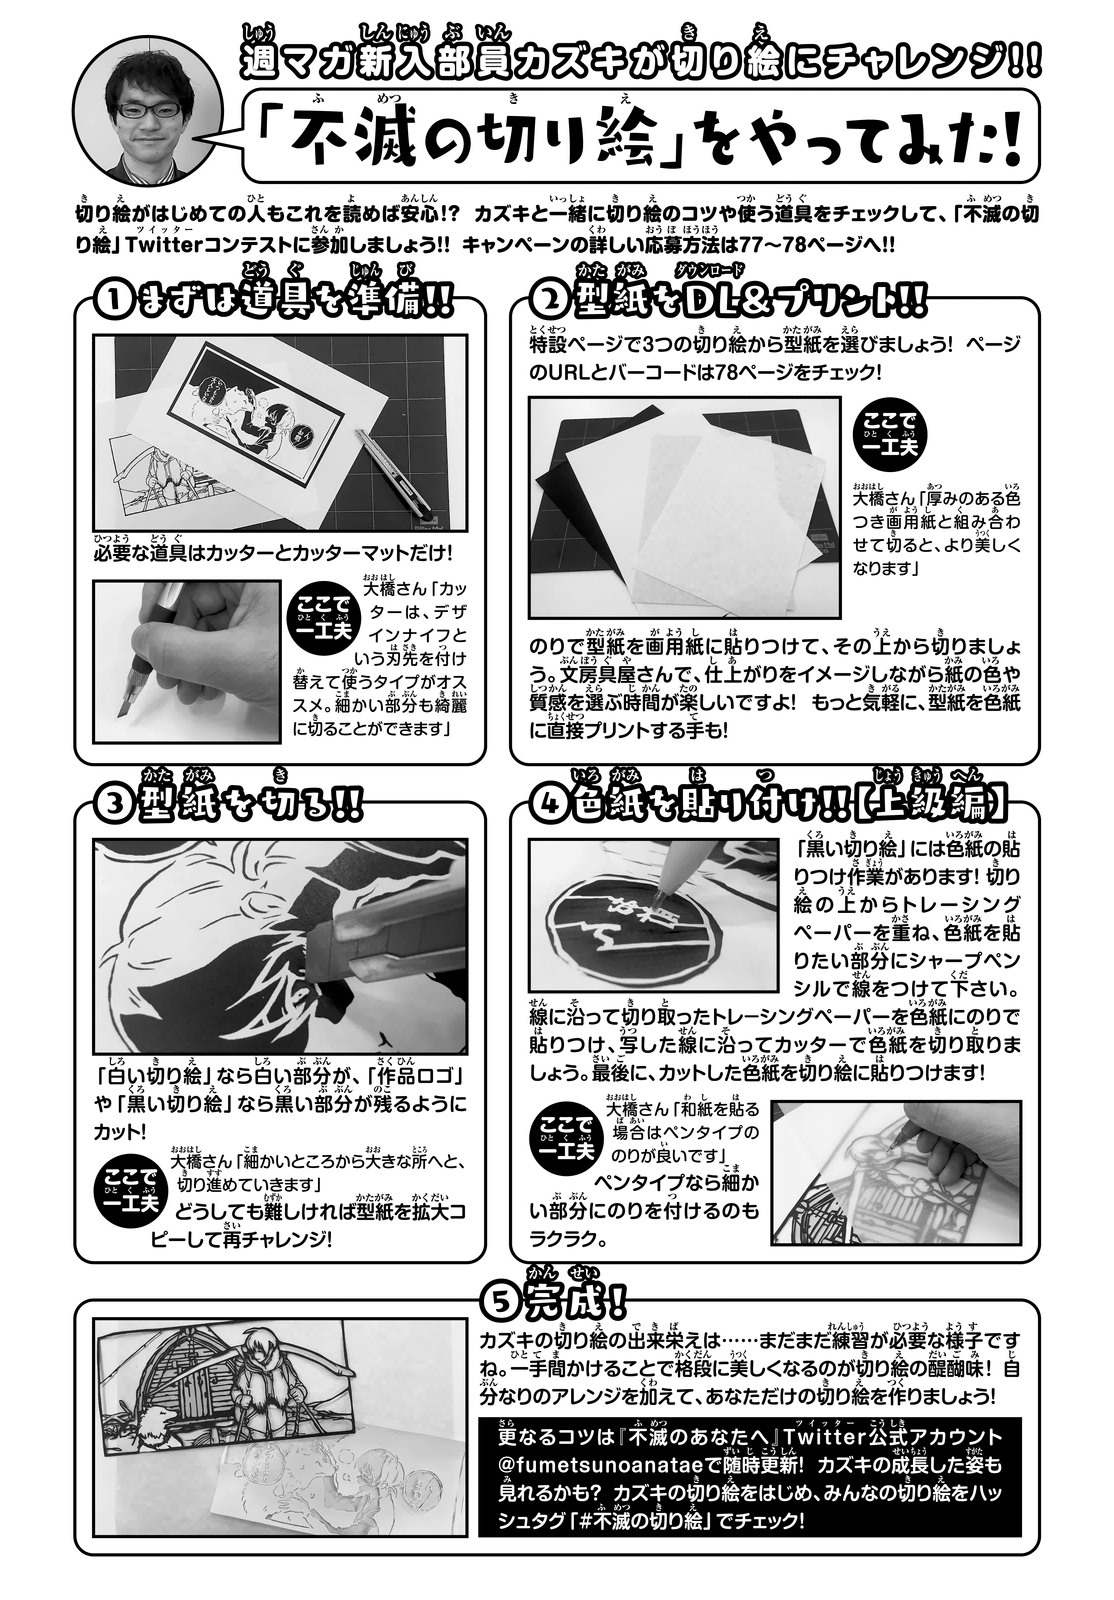 週マガ新入部員カズキが切り絵にチャレンジ!!
「不滅の切り絵」をやってみた!
切り絵がはじめての人もこれを読めば安心!? カズキと一緒に切り絵のコツや使う道具をチェックして、「不滅の切
り絵」Twitterコンテストに参加しましょう!! キャンペーンの詳しい応募方法は77〜78ページへ!!
①まずは道具を準備!!
必要な道具はカッターとカッターマットだけ!
ここで
一工夫
大橋さん「カッ
ターは、デザ
インナイフと
いう刃先を付け
替えて使うタイプがオス
スメ。細かい部分も綺麗
に切ることができます」
②型紙をDL&プリント!!
特設ページで3つの切り絵から型紙を選びましょう! ページ
のURLとバーコードは78ページをチェック!
ここで
一工夫
大橋さん「厚みのある色
つき画用紙と組み合わ
せて切ると、より美しく
なります」
のりで型紙を画用紙に貼りつけて、その上から切りましょ
う。文房具屋さんで、仕上がりをイメージしながら紙の色や
質感を選ぶ時間が楽しいですよ! もっと気軽に、型紙を色紙
に直接プリントする手も!
③型紙を切る!!
「白い切り絵」なら白い部分が、「作品ロゴ」
や「黒い切り絵」なら黒い部分が残るように
カット!
ここで
一工夫
大橋さん「細かいところから大きな所へと、
切り進めていきます」
どうしても難しければ型紙を拡大コ
ピーして再チャレンジ!
④色紙を貼り付け!!【上級編】
「黒い切り絵」には色紙の貼
りつけ作業があります! 切り
絵の上からトレーシング
ペーパーを重ね、色紙を貼
りたい部分にシャープペン
シルで線をつけて下さい。
線に沿って切り取ったトレーシングペーパーを色紙にのりで
貼りつけ、写した線に沿ってカッターで色紙を切り取りま
しょう。最後に、カットした色紙を切り絵に貼りつけます!
ここで
一工夫
大橋さん「和紙を貼る
場合はペンタイプの
のりが良いです」
ペンタイプなら細か
い部分にのりを付けるのも
ラクラク。
⑤完成!
カズキの切り絵の出来栄えは……まだまだ練習が必要な様子です
ね。一手間かけることで格段に美しくなるのが切り絵の醍醐味! 自
分なりのアレンジを加えて、あなただけの切り絵を作りましょう!
更なるコツは『不滅のあなたへ』Twitter公式アカウント
@fumetsunoanataeで随時更新! カズキの成長した姿も
見れるかも? カズキの切り絵をはじめ、みんなの切り絵をハッ
シュタグ「#不滅の切り絵」でチェック!